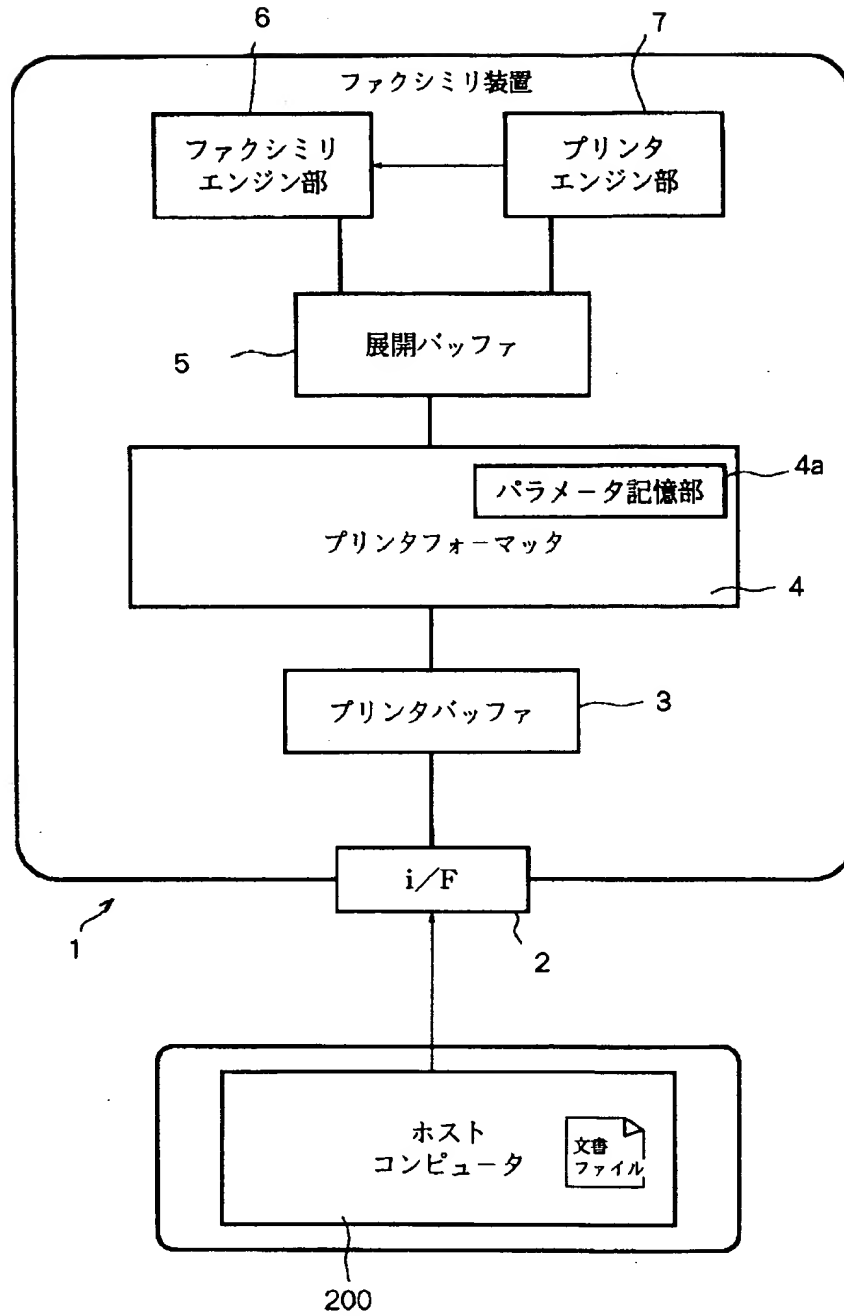 6
7
ファクシミリ装置
ファクシミリ
エンジン部
プリンタ
エンジン部
展開バッファ
5
パラメータ記憶部
4a
プリンタフォーマッタ
4
プリンタバッファ
3
i/F
1
2
ホスト
コンピュータ
文書
ファイル
200